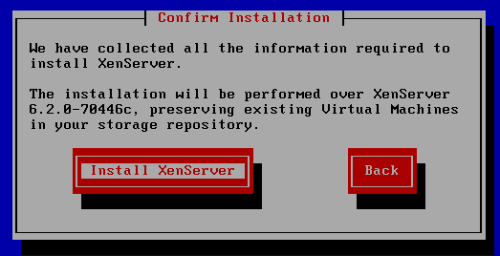 Confirm Installation
We have collected all the information required to
install XenServer.
The installation will be performed over XenServer
6.2.0-70446c, preserving existing Virtual Machines
in your storage repository.
Install XenServer Back